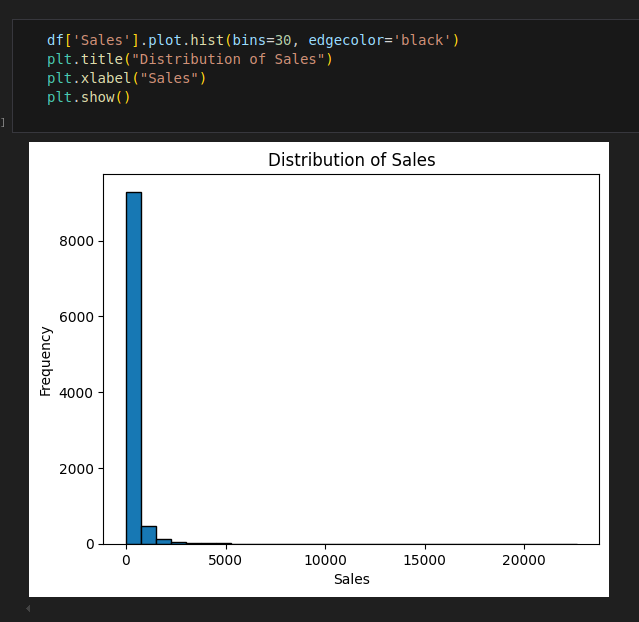 df['Sales'].plot.hist(bins=30, edgecolor='black')
plt.title("Distribution of Sales")
plt.xlabel("Sales")
plt.show()
]
Distribution of Sales
8000
6000
4000
2000
0
Frequency
0 5000 10000 15000 20000
Sales